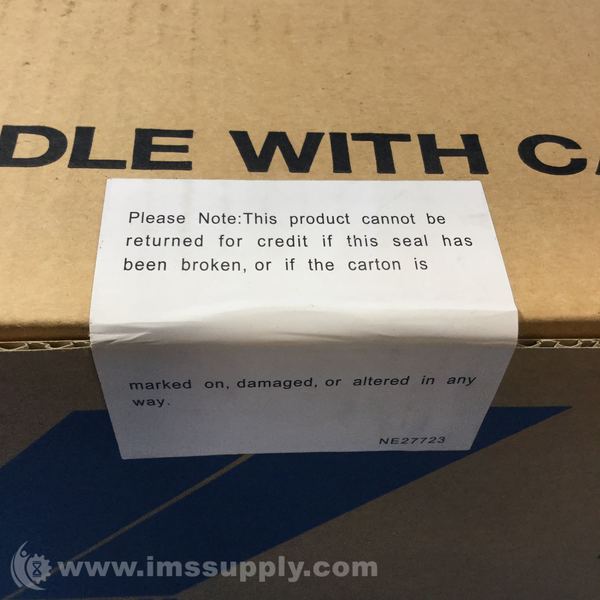 DLE WITH C
Please Note:This product cannot be
returned for credit if this seal has
been broken, or if the carton is
marked on, damaged, or altered in any
way.
NE27723
www.imssupply.com